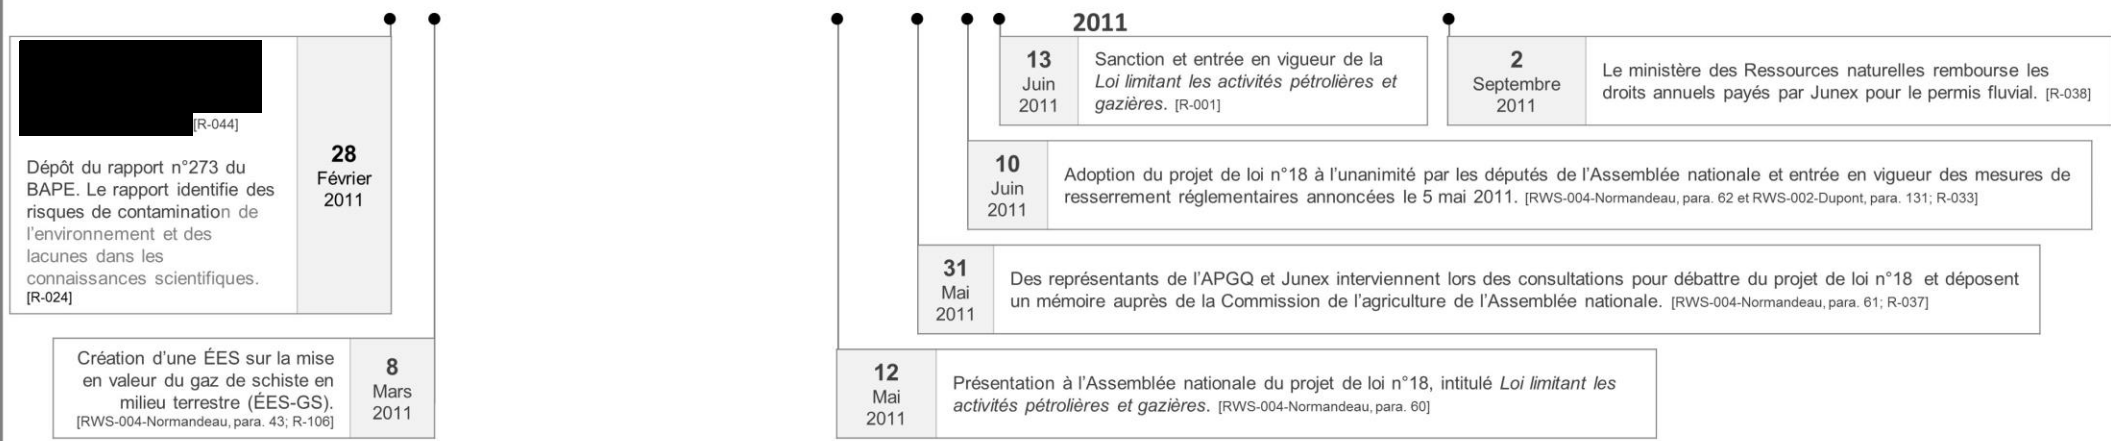 2011
[R-044]
Dépôt du rapport n°273 du
BAPE. Le rapport identifie des
risques de contamination de
l'environnement et des
lacunes dans les
connaissances scientifiques.
[R-024]
28
Février
2011
Création d'une ÉES sur la mise
en valeur du gaz de schiste en
milieu terrestre (ÉES-GS).
[RWS-004-Normandeau, para. 43; R-106]
8
Mars
2011
13
Juin
2011
Sanction et entrée en vigueur de la
Loi limitant les activités pétrolières et
gazières. [R-001]
2
Septembre
2011
Le ministère des Ressources naturelles rembourse les
droits annuels payés par Junex pour le permis fluvial. [R-038]
10
Juin
2011
Adoption du projet de loi n°18 à l'unanimité par les députés de l'Assemblée nationale et entrée en vigueur des mesures de
resserrement réglementaires annoncées le 5 mai 2011. [RWS-004-Normandeau, para. 62 et RWS-002-Dupont, para. 131; R-033]
31
Mai
2011
Des représentants de l'APGQ et Junex interviennent lors des consultations pour débattre du projet de loi n°18 et déposent
un mémoire auprès de la Commission de l'agriculture de l'Assemblée nationale. [RWS-004-Normandeau, para. 61; R-037]
12
Mai
2011
Présentation à l'Assemblée nationale du projet de loi n°18, intitulé Loi limitant les
activités pétrolières et gazières. [RWS-004-Normandeau, para. 60]